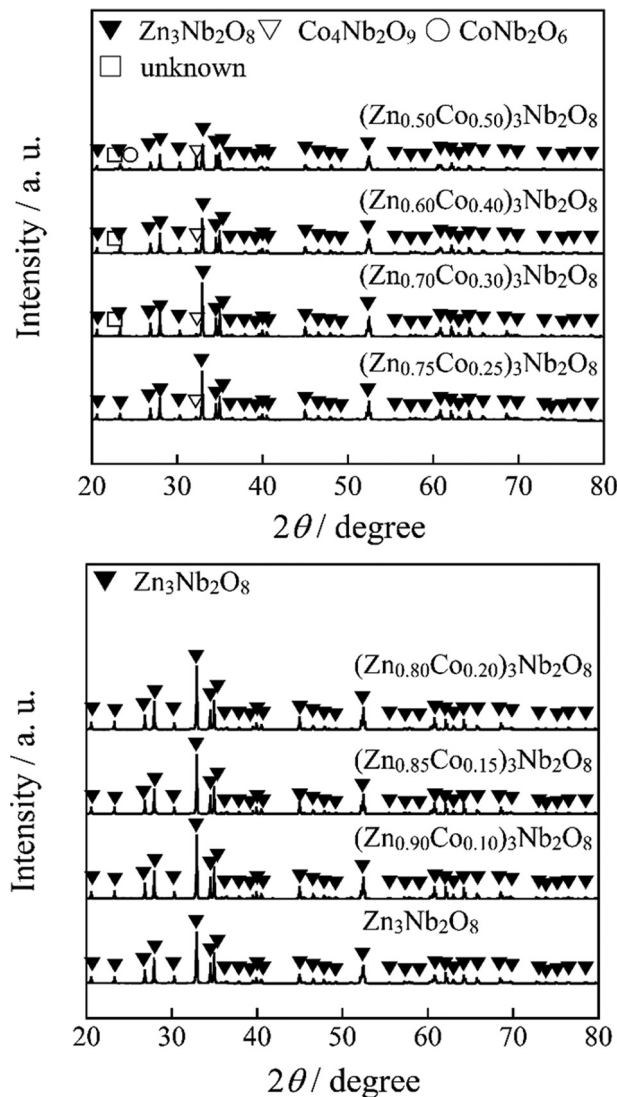 ▼ Zn₃Nb₂O₈ ▽ Co₄Nb₂O₉ ○ CoNb₂O₆
□ unknown
(Zn₀.₅₀Co₀.₅₀)₃Nb₂O₈
(Zn₀.₆₀Co₀.₄₀)₃Nb₂O₈
(Zn₀.₇₀Co₀.₃₀)₃Nb₂O₈
(Zn₀.₇₅Co₀.₂₅)₃Nb₂O₈
Intensity / a. u.
20 30 40 50 60 70 80
2θ / degree
▼ Zn₃Nb₂O₈
(Zn₀.₈₀Co₀.₂₀)₃Nb₂O₈
(Zn₀.₈₅Co₀.₁₅)₃Nb₂O₈
(Zn₀.₉₀Co₀.₁₀)₃Nb₂O₈
Zn₃Nb₂O₈
Intensity / a. u.
20 30 40 50 60 70 80
2θ / degree